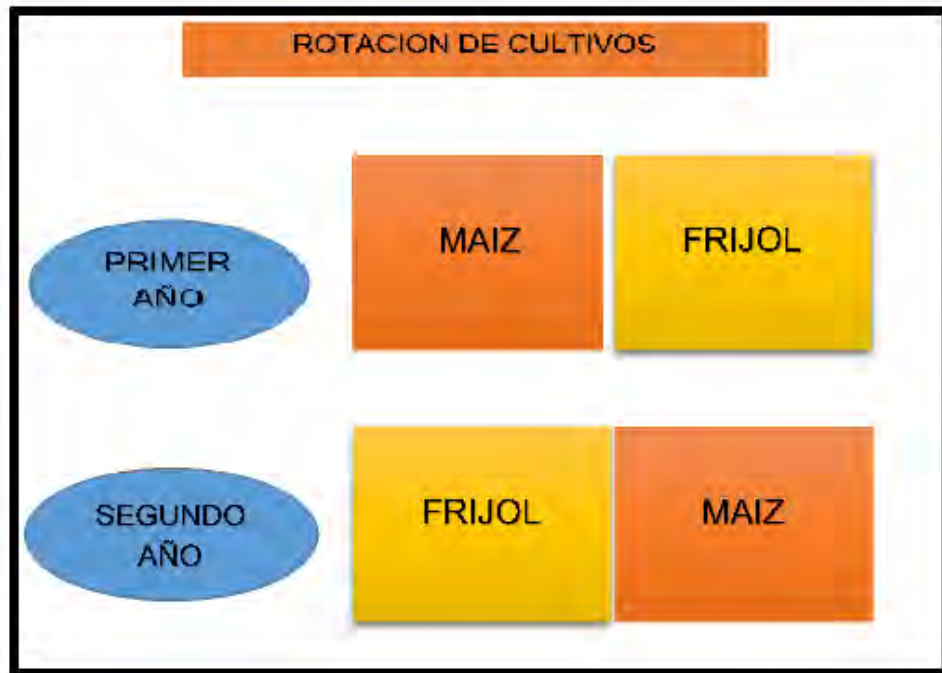 ROTACION DE CULTIVOS
MAIZ
FRIJOL
PRIMER
AÑO
FRIJOL
MAIZ
SEGUNDO
AÑO